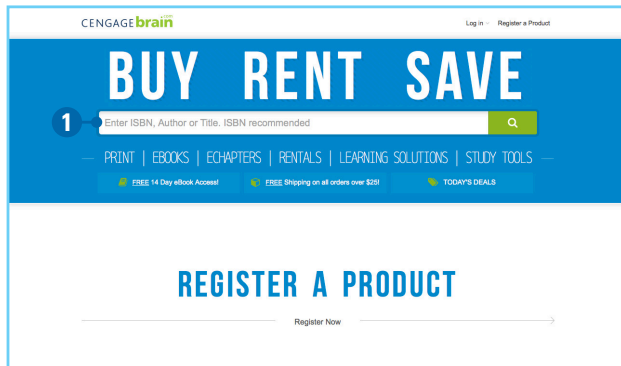 CENGAGEbrain.com
Log in Register a Product
BUY RENT SAVE
1 Enter ISBN, Author or Title. ISBN recommended
PRINT | EBOOKS | ECHAPTERS | RENTALS | LEARNING SOLUTIONS | STUDY TOOLS
FREE 14 Day eBook Access! FREE Shipping on all orders over $25! TODAY'S DEALS
REGISTER A PRODUCT
Register Now